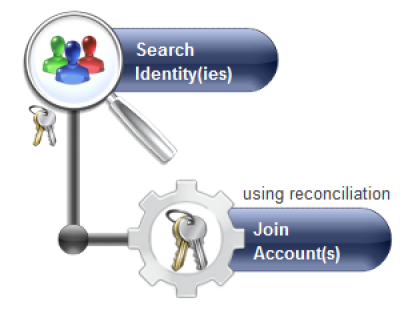 Search
Identity(ies)
using reconciliation
Join
Account(s)